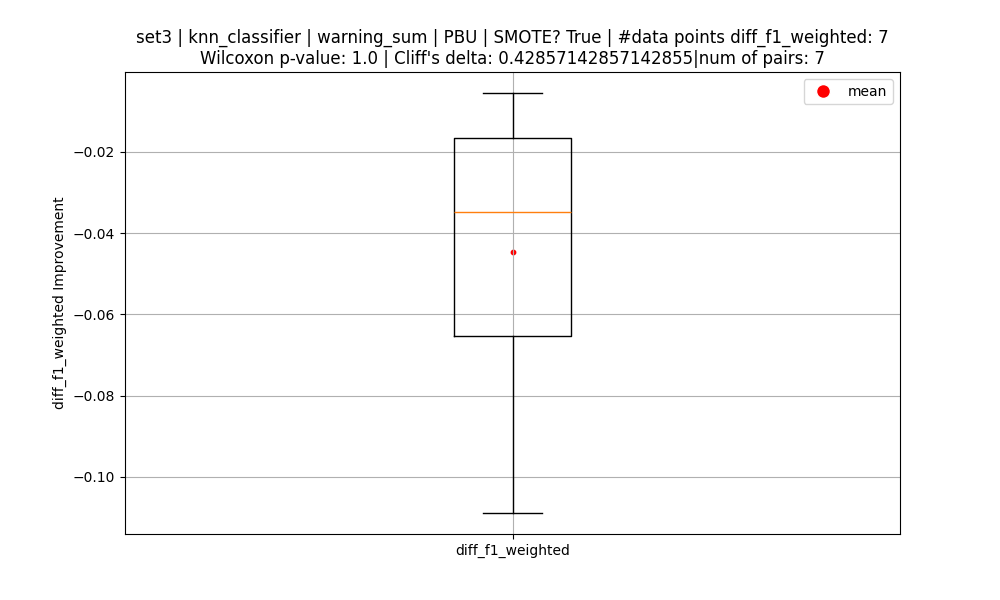 set3 | knn_classifier | warning_sum | PBU | SMOTE? True | #data points diff_f1_weighted: 7
Wilcoxon p-value: 1.0 | Cliff's delta: 0.42857142857142855|num of pairs: 7
mean
−0.02
−0.04
−0.06
−0.08
−0.10
diff_f1_weighted Improvement
diff_f1_weighted